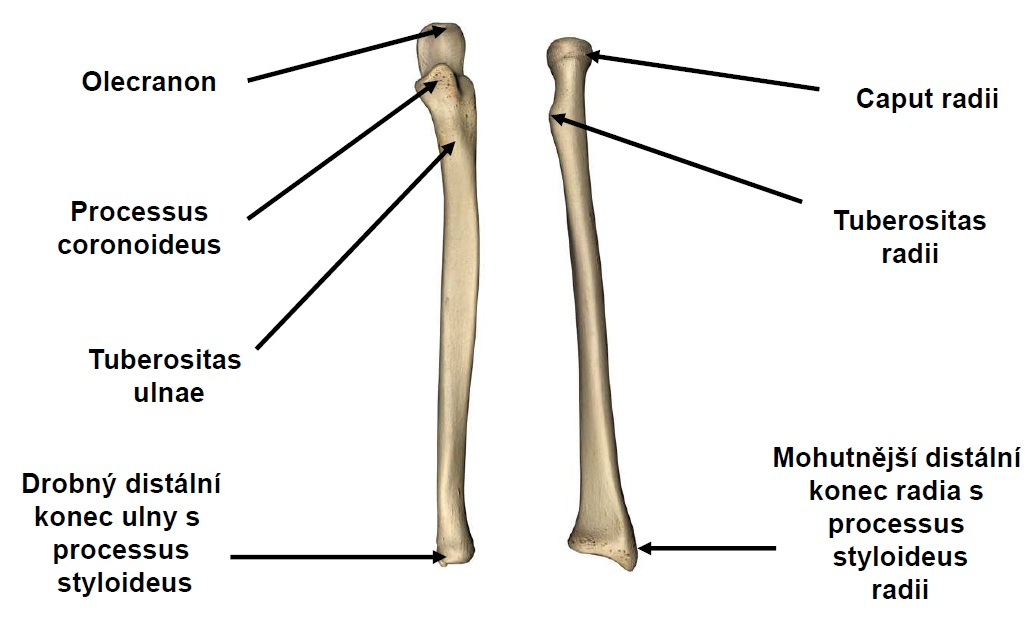 Olecranon
Processus
coronoideus
Tuberositas
ulnae
Drobný distální
konec ulny s
processus
styloideus
Caput radii
Tuberositas
radii
Mohutnější distální
konec radia s
processus
styloideus
radii